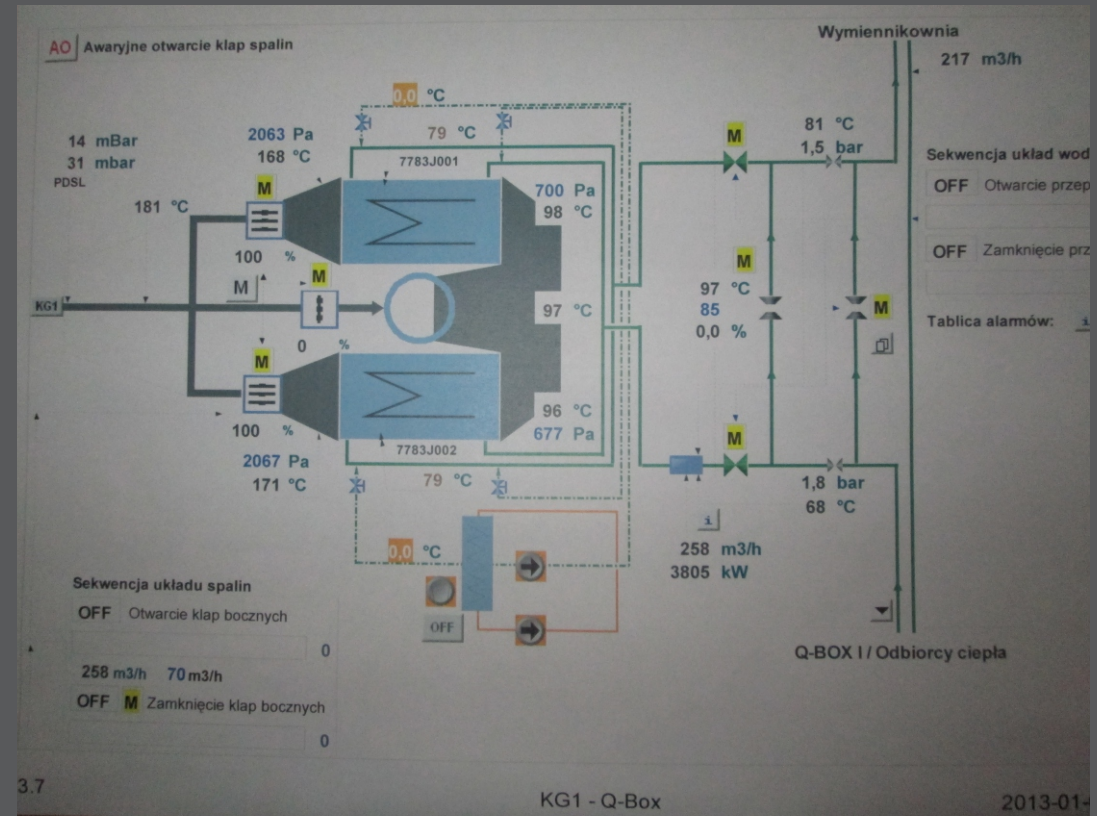 AO Awaryjne otwarcie klap spalin
Wymiennikownia
217 m3/h
0,0 °C
14 mBar
31 mbar
PDSL
2063 Pa
168 °C
79 °C
7783J001
M
81 °C
1,5 bar
Sekwencja układ wod
OFF Otwarcie przep
OFF Zamknięcie prz
Tablica alarmów: i
M
181 °C
100 %
700 Pa
98 °C
M
M
KG1
0 %
97 °C
M
97 °C
85
0,0 %
M
M
100 %
96 °C
677 Pa
7783J002
2067 Pa
171 °C
79 °C
M
1,8 bar
68 °C
i
258 m3/h
3805 kW
0,0 °C
OFF
Sekwencja układu spalin
OFF Otwarcie klap bocznych
0
258 m3/h 70 m3/h
OFF M Zamknięcie klap bocznych
0
Q-BOX I / Odbiorcy ciepła
3.7
KG1 - Q-Box
2013-01-